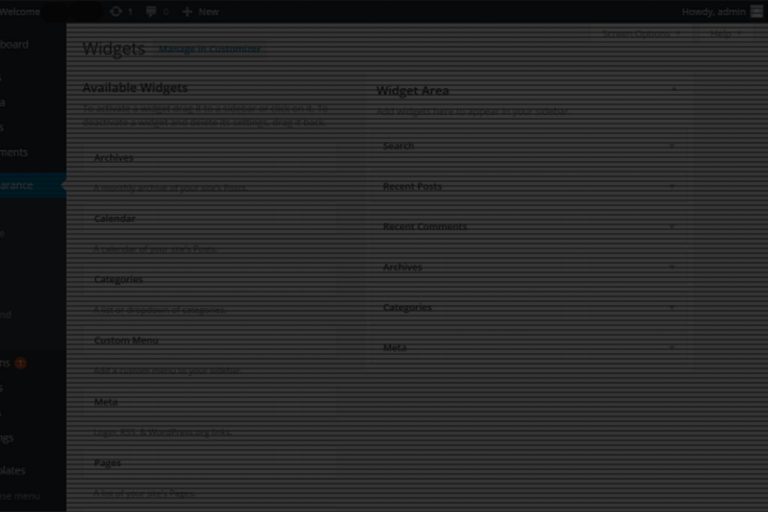 Welcome
1
0
New
Howdy, admin
board
a
s
ments
arance
e
nd
ns 1
s
ngs
plates
se menu
Screen Options
Help
Widgets
Manage in Customizer
Available Widgets
To activate a widget drag it to a sidebar or click on it. To
deactivate a widget and delete its settings, drag it back.
Archives
A monthly archive of your site's Posts.
Calendar
A calendar of your site's Posts.
Categories
A list or dropdown of categories.
Custom Menu
Add a custom menu to your sidebar.
Meta
Login, RSS, & WordPress.org links.
Pages
A list of your site's Pages.
Widget Area
Add widgets here to appear in your sidebar.
Search
Recent Posts
Recent Comments
Archives
Categories
Meta